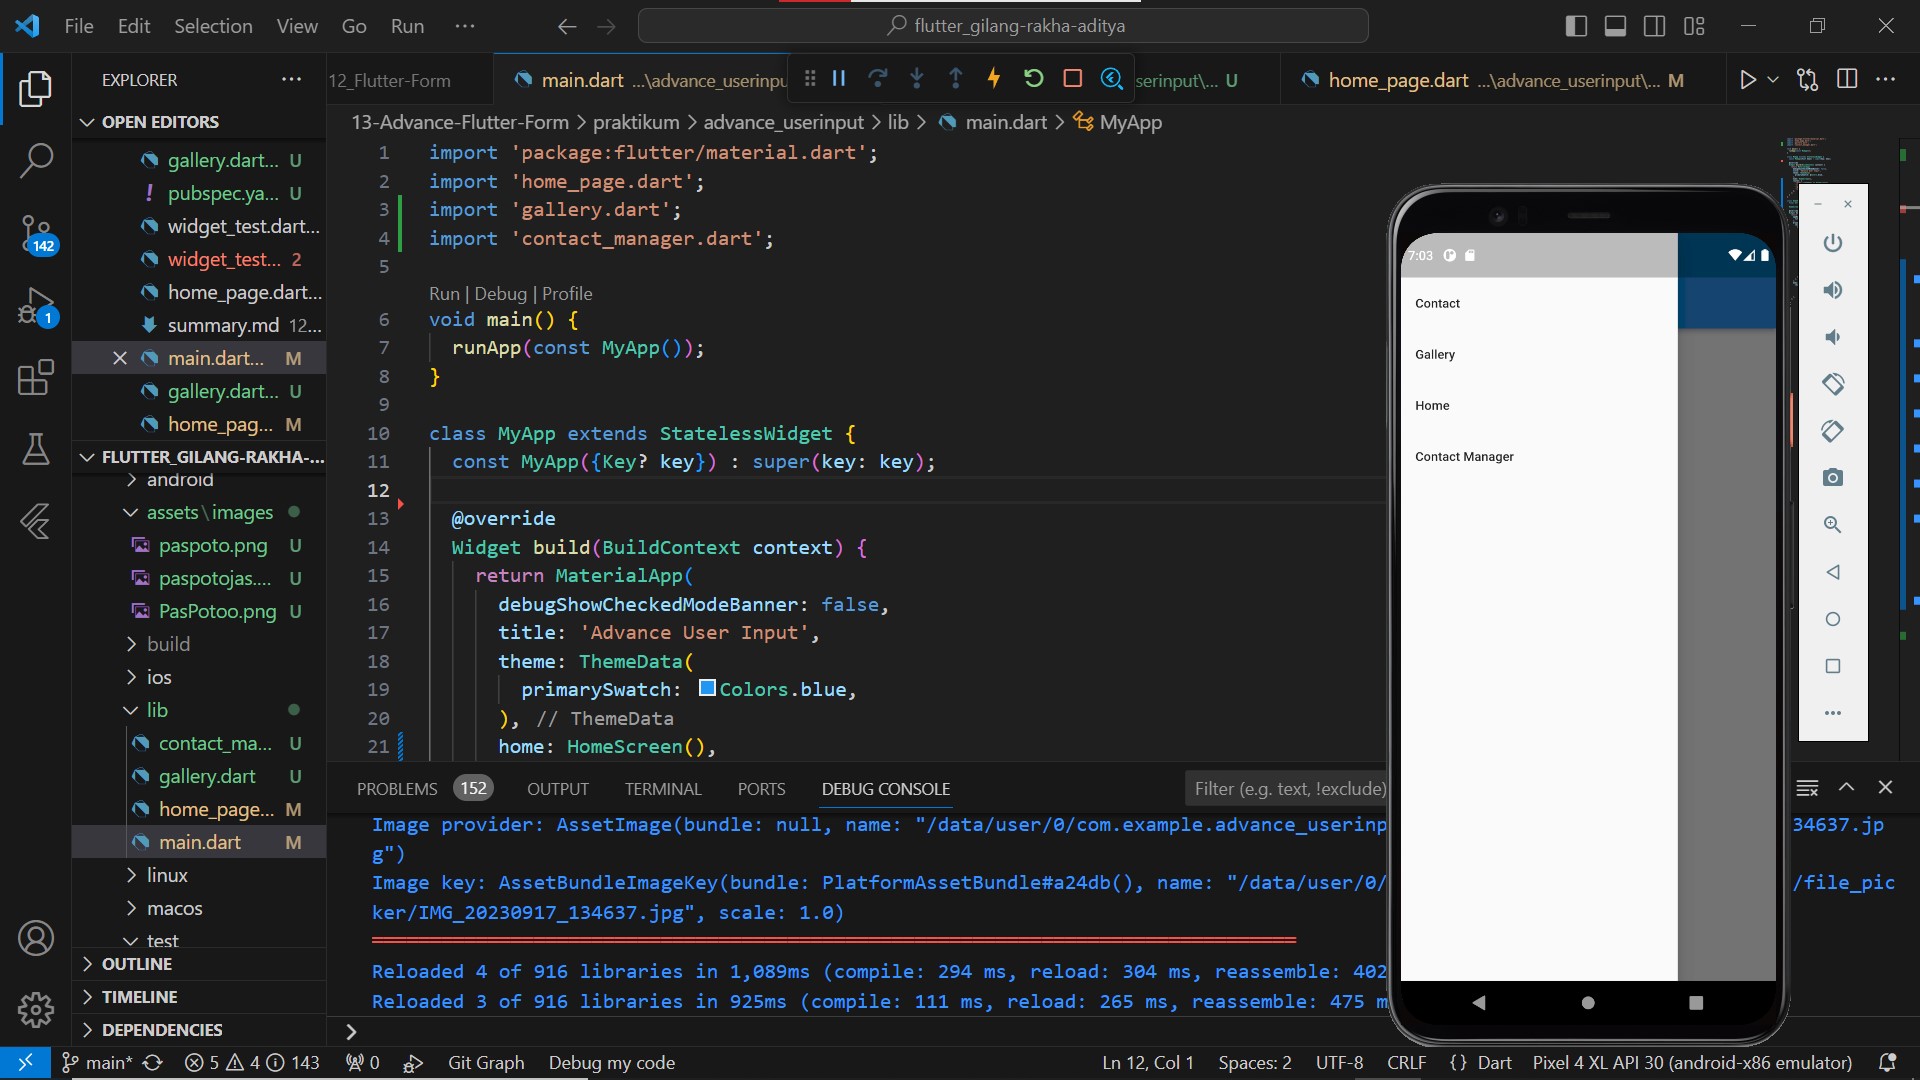 File Edit Selection View Go Run ···
flutter_gilang-rakha-aditya
EXPLORER
OPEN EDITORS
gallery.dart... U
! pubspec.ya... U
widget_test.dart...
widget_test... 2
home_page.dart...
summary.md 12...
main.dart... M
gallery.dart... U
home_pag... M
FLUTTER_GILANG-RAKHA-...
android
assets\images
paspoto.png U
paspotojas.... U
PasPotoo.png U
build
ios
lib
contact_ma... U
gallery.dart U
home_page... M
main.dart M
linux
macos
test
OUTLINE
TIMELINE
DEPENDENCIES
142
1
12_Flutter-Form
main.dart ...\advance_userinpu
serinput\... U
home_page.dart ...\advance_userinput\... M
13-Advance-Flutter-Form > praktikum > advance_userinput > lib > main.dart > MyApp
1 import 'package:flutter/material.dart';
2 import 'home_page.dart';
3 import 'gallery.dart';
4 import 'contact_manager.dart';
5
Run | Debug | Profile
6 void main() {
7 runApp(const MyApp());
8 }
9
10 class MyApp extends StatelessWidget {
11 const MyApp({Key? key}) : super(key: key);
12
13 @override
14 Widget build(BuildContext context) {
15 return MaterialApp(
16 debugShowCheckedModeBanner: false,
17 title: 'Advance User Input',
18 theme: ThemeData(
19 primarySwatch: Colors.blue,
20 ), // ThemeData
21 home: HomeScreen(),
7:03
Contact
Gallery
Home
Contact Manager
PROBLEMS 152 OUTPUT TERMINAL PORTS DEBUG CONSOLE
Filter (e.g. text, !exclude)
Image provider: AssetImage(bundle: null, name: "/data/user/0/com.example.advance_userinp 34637.jp
g")
Image key: AssetBundleImageKey(bundle: PlatformAssetBundle#a24db(), name: "/data/user/0/ /file_pic
ker/IMG_20230917_134637.jpg", scale: 1.0)
Reloaded 4 of 916 libraries in 1,089ms (compile: 294 ms, reload: 304 ms, reassemble: 402
Reloaded 3 of 916 libraries in 925ms (compile: 111 ms, reload: 265 ms, reassemble: 475 m
main* 5 4 143 0 Git Graph Debug my code
Ln 12, Col 1 Spaces: 2 UTF-8 CRLF {} Dart Pixel 4 XL API 30 (android-x86 emulator)